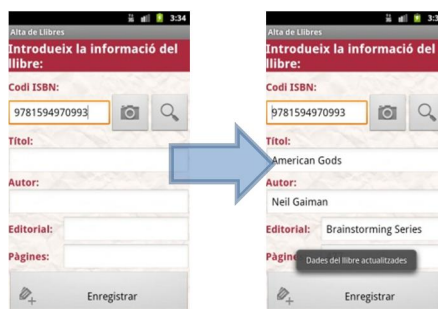 3:34
Alta de Llibres
Introdueix la informació del
llibre:
Codi ISBN:
9781594970993
Títol:
Autor:
Editorial:
Pàgines:
Enregistrar
Alta de Llibres
Introdueix la informació del
llibre:
Codi ISBN:
9781594970993
Títol:
American Gods
Autor:
Neil Gaiman
Editorial: Brainstorming Series
Pàgine
Dades del llibre actualitzades
Enregistrar